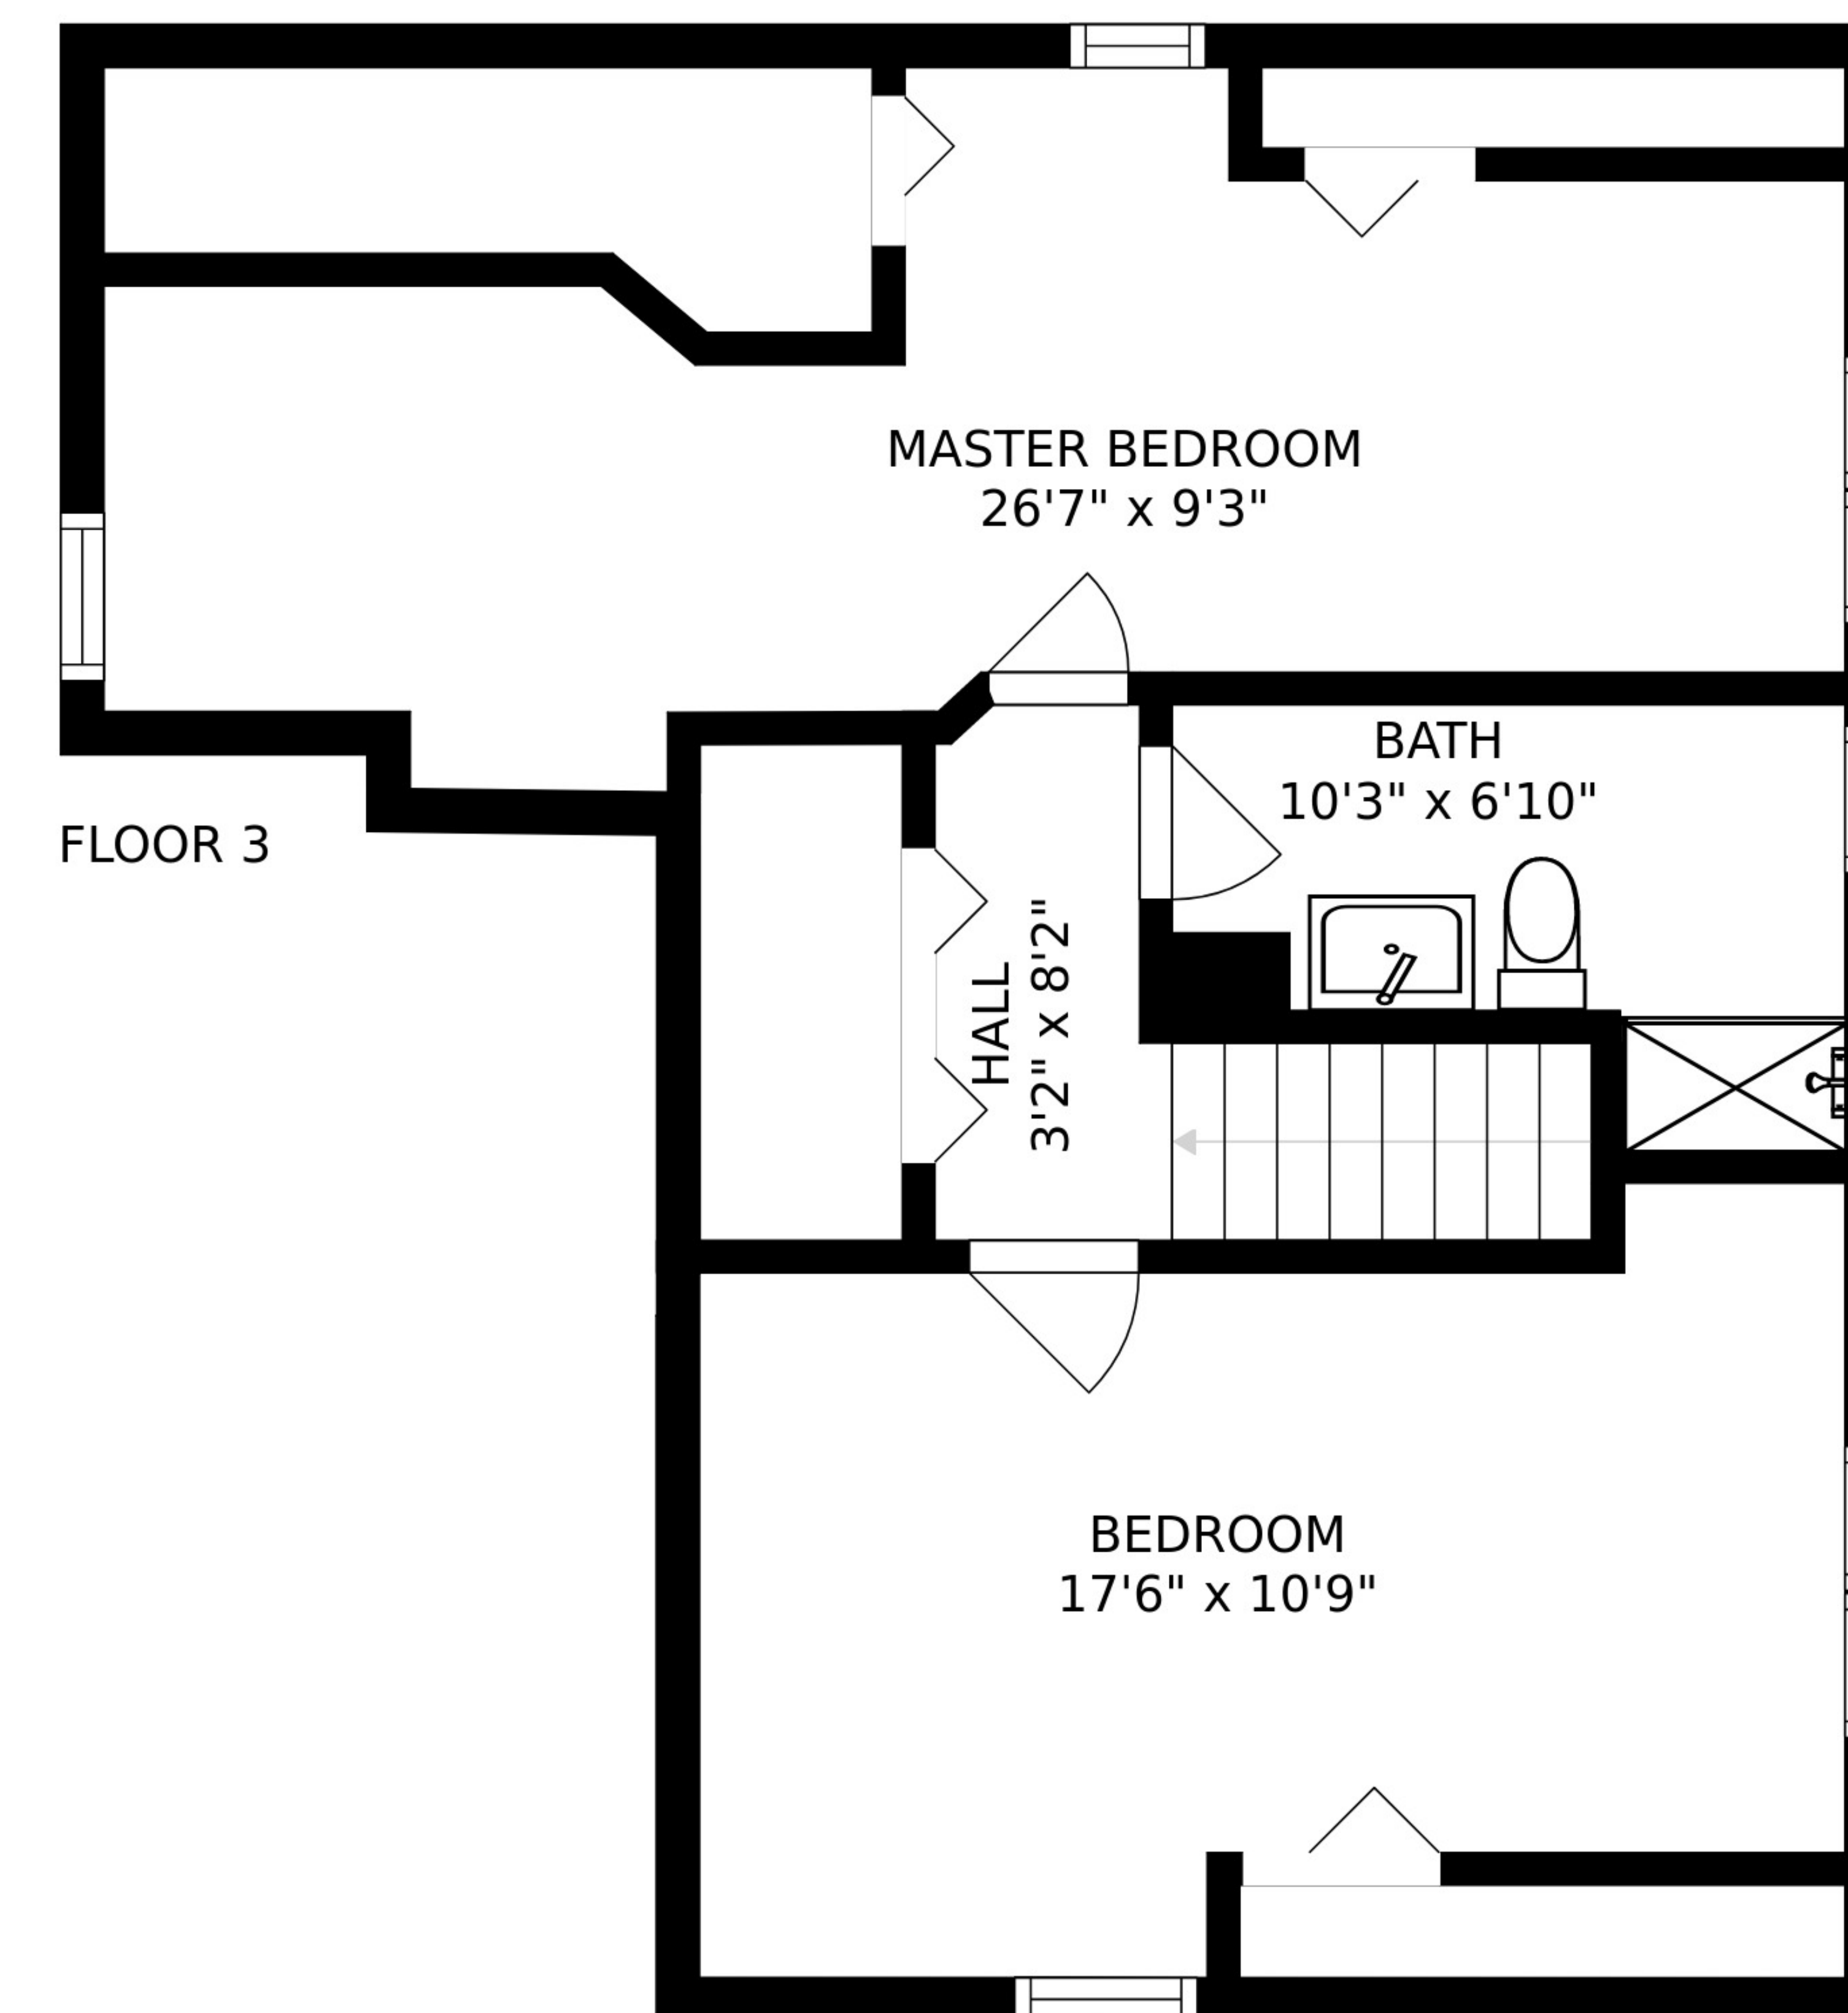 MASTER BEDROOM
26'7" x 9'3"
BATH
10'3" x 6'10"
FLOOR 3
HALL
3'2" x 8'2"
BEDROOM
17'6" x 10'9"